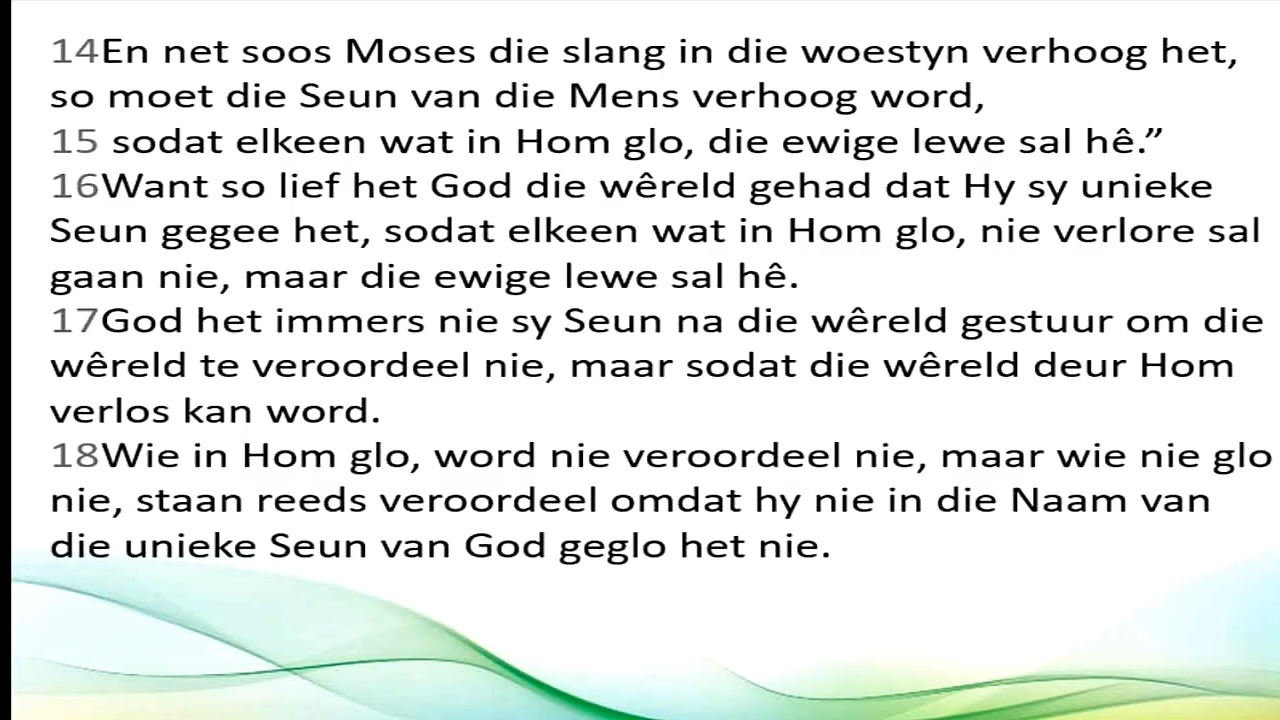 14En net soos Moses die slang in die woestyn verhoog het,
so moet die Seun van die Mens verhoog word,
15 sodat elkeen wat in Hom glo, die ewige lewe sal hê.”
16Want so lief het God die wêreld gehad dat Hy sy unieke
Seun gegee het, sodat elkeen wat in Hom glo, nie verlore sal
gaan nie, maar die ewige lewe sal hê.
17God het immers nie sy Seun na die wêreld gestuur om die
wêreld te veroordeel nie, maar sodat die wêreld deur Hom
verlos kan word.
18Wie in Hom glo, word nie veroordeel nie, maar wie nie glo
nie, staan reeds veroordeel omdat hy nie in die Naam van
die unieke Seun van God geglo het nie.